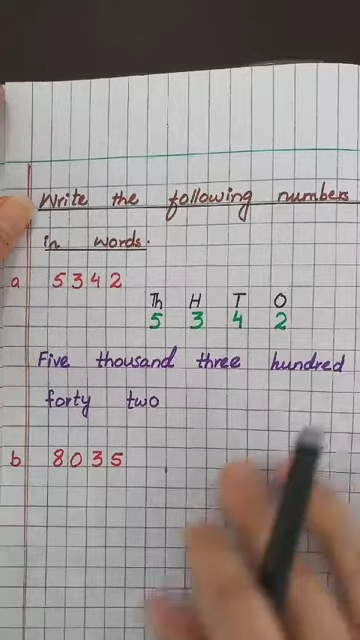 Write the following numbers
in words.
a 5342
Th H T O
5 3 4 2
Five thousand three hundred
forty two
b 8035